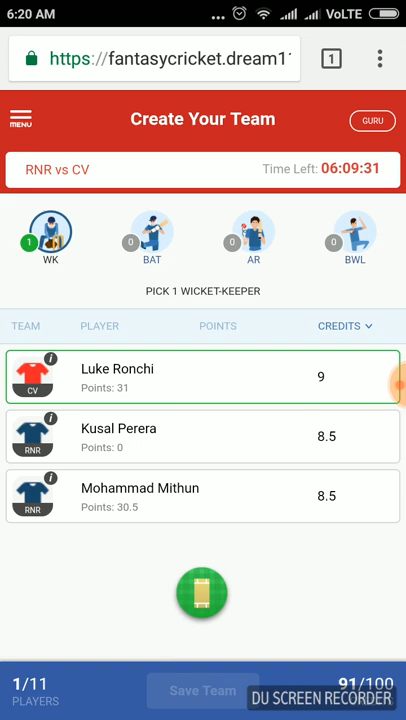 6:20 AM ... VoLTE
https://fantasycricket.dream1
1
MENU
Create Your Team
GURU
RNR vs CV
Time Left: 06:09:31
1 0 0 0
WK BAT AR BWL
PICK 1 WICKET-KEEPER
TEAM PLAYER POINTS CREDITS
i
Luke Ronchi
9
Points: 31
CV
i
Kusal Perera
8.5
Points: 0
RNR
i
Mohammad Mithun
8.5
Points: 30.5
RNR
1/11
PLAYERS
Save Team
91/100
DU SCREEN RECORDER